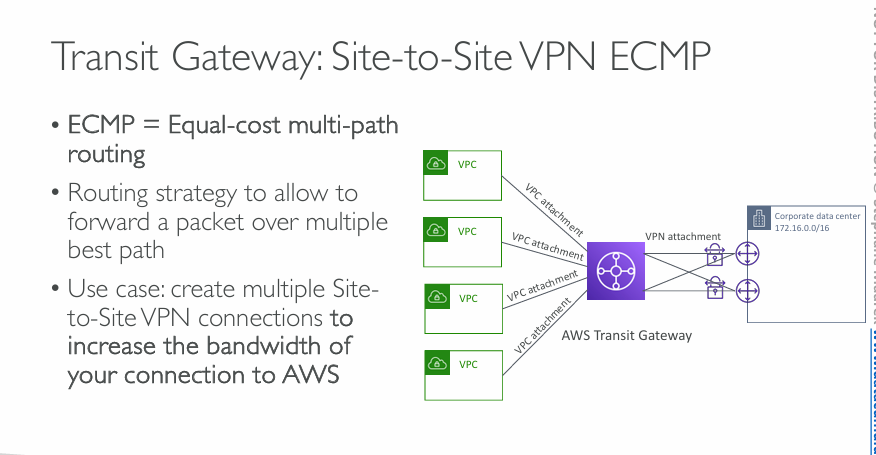 Transit Gateway: Site-to-Site VPN ECMP
• ECMP = Equal-cost multi-path
routing
• Routing strategy to allow to
forward a packet over multiple
best path
• Use case: create multiple Site-
to-Site VPN connections to
increase the bandwidth of
your connection to AWS
VPC
VPC
VPC
VPC
VPC attachment
VPC attachment
VPC attachment
VPC attachment
AWS Transit Gateway
VPN attachment
Corporate data center
172.16.0.0/16